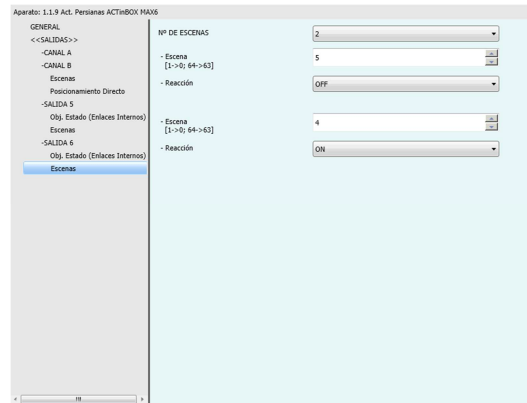 Aparato: 1.1.9 Act. Persianas ACTinBOX MAX6
GENERAL
<<SALIDAS>>
-CANAL A
-CANAL B
Escenas
Posicionamiento Directo
-SALIDA 5
Obj. Estado (Enlaces Internos)
Escenas
-SALIDA 6
Obj. Estado (Enlaces Internos)
Escenas
Nº DE ESCENAS
2
- Escena
[1->0; 64->63]
5
- Reacción
OFF
- Escena
[1->0; 64->63]
4
- Reacción
ON